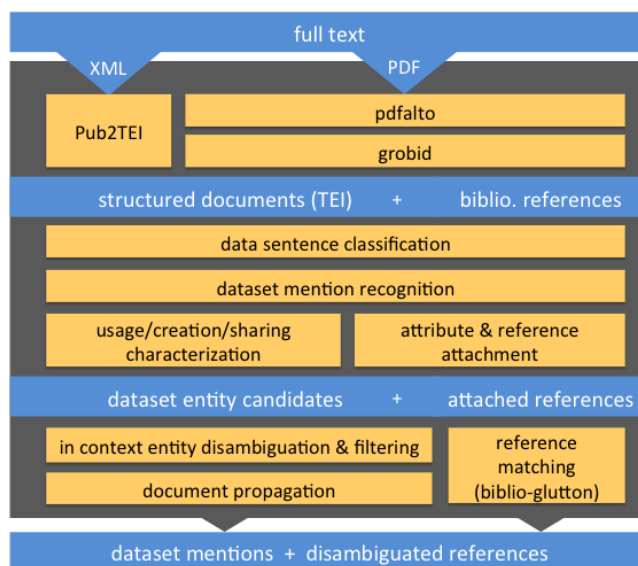 full text
XML
PDF
Pub2TEI
pdfalto
grobid
structured documents (TEI) + biblio. references
data sentence classification
dataset mention recognition
usage/creation/sharing
characterization
attribute & reference
attachment
dataset entity candidates + attached references
in context entity disambiguation & filtering
document propagation
reference
matching
(biblio-glutton)
dataset mentions + disambiguated references